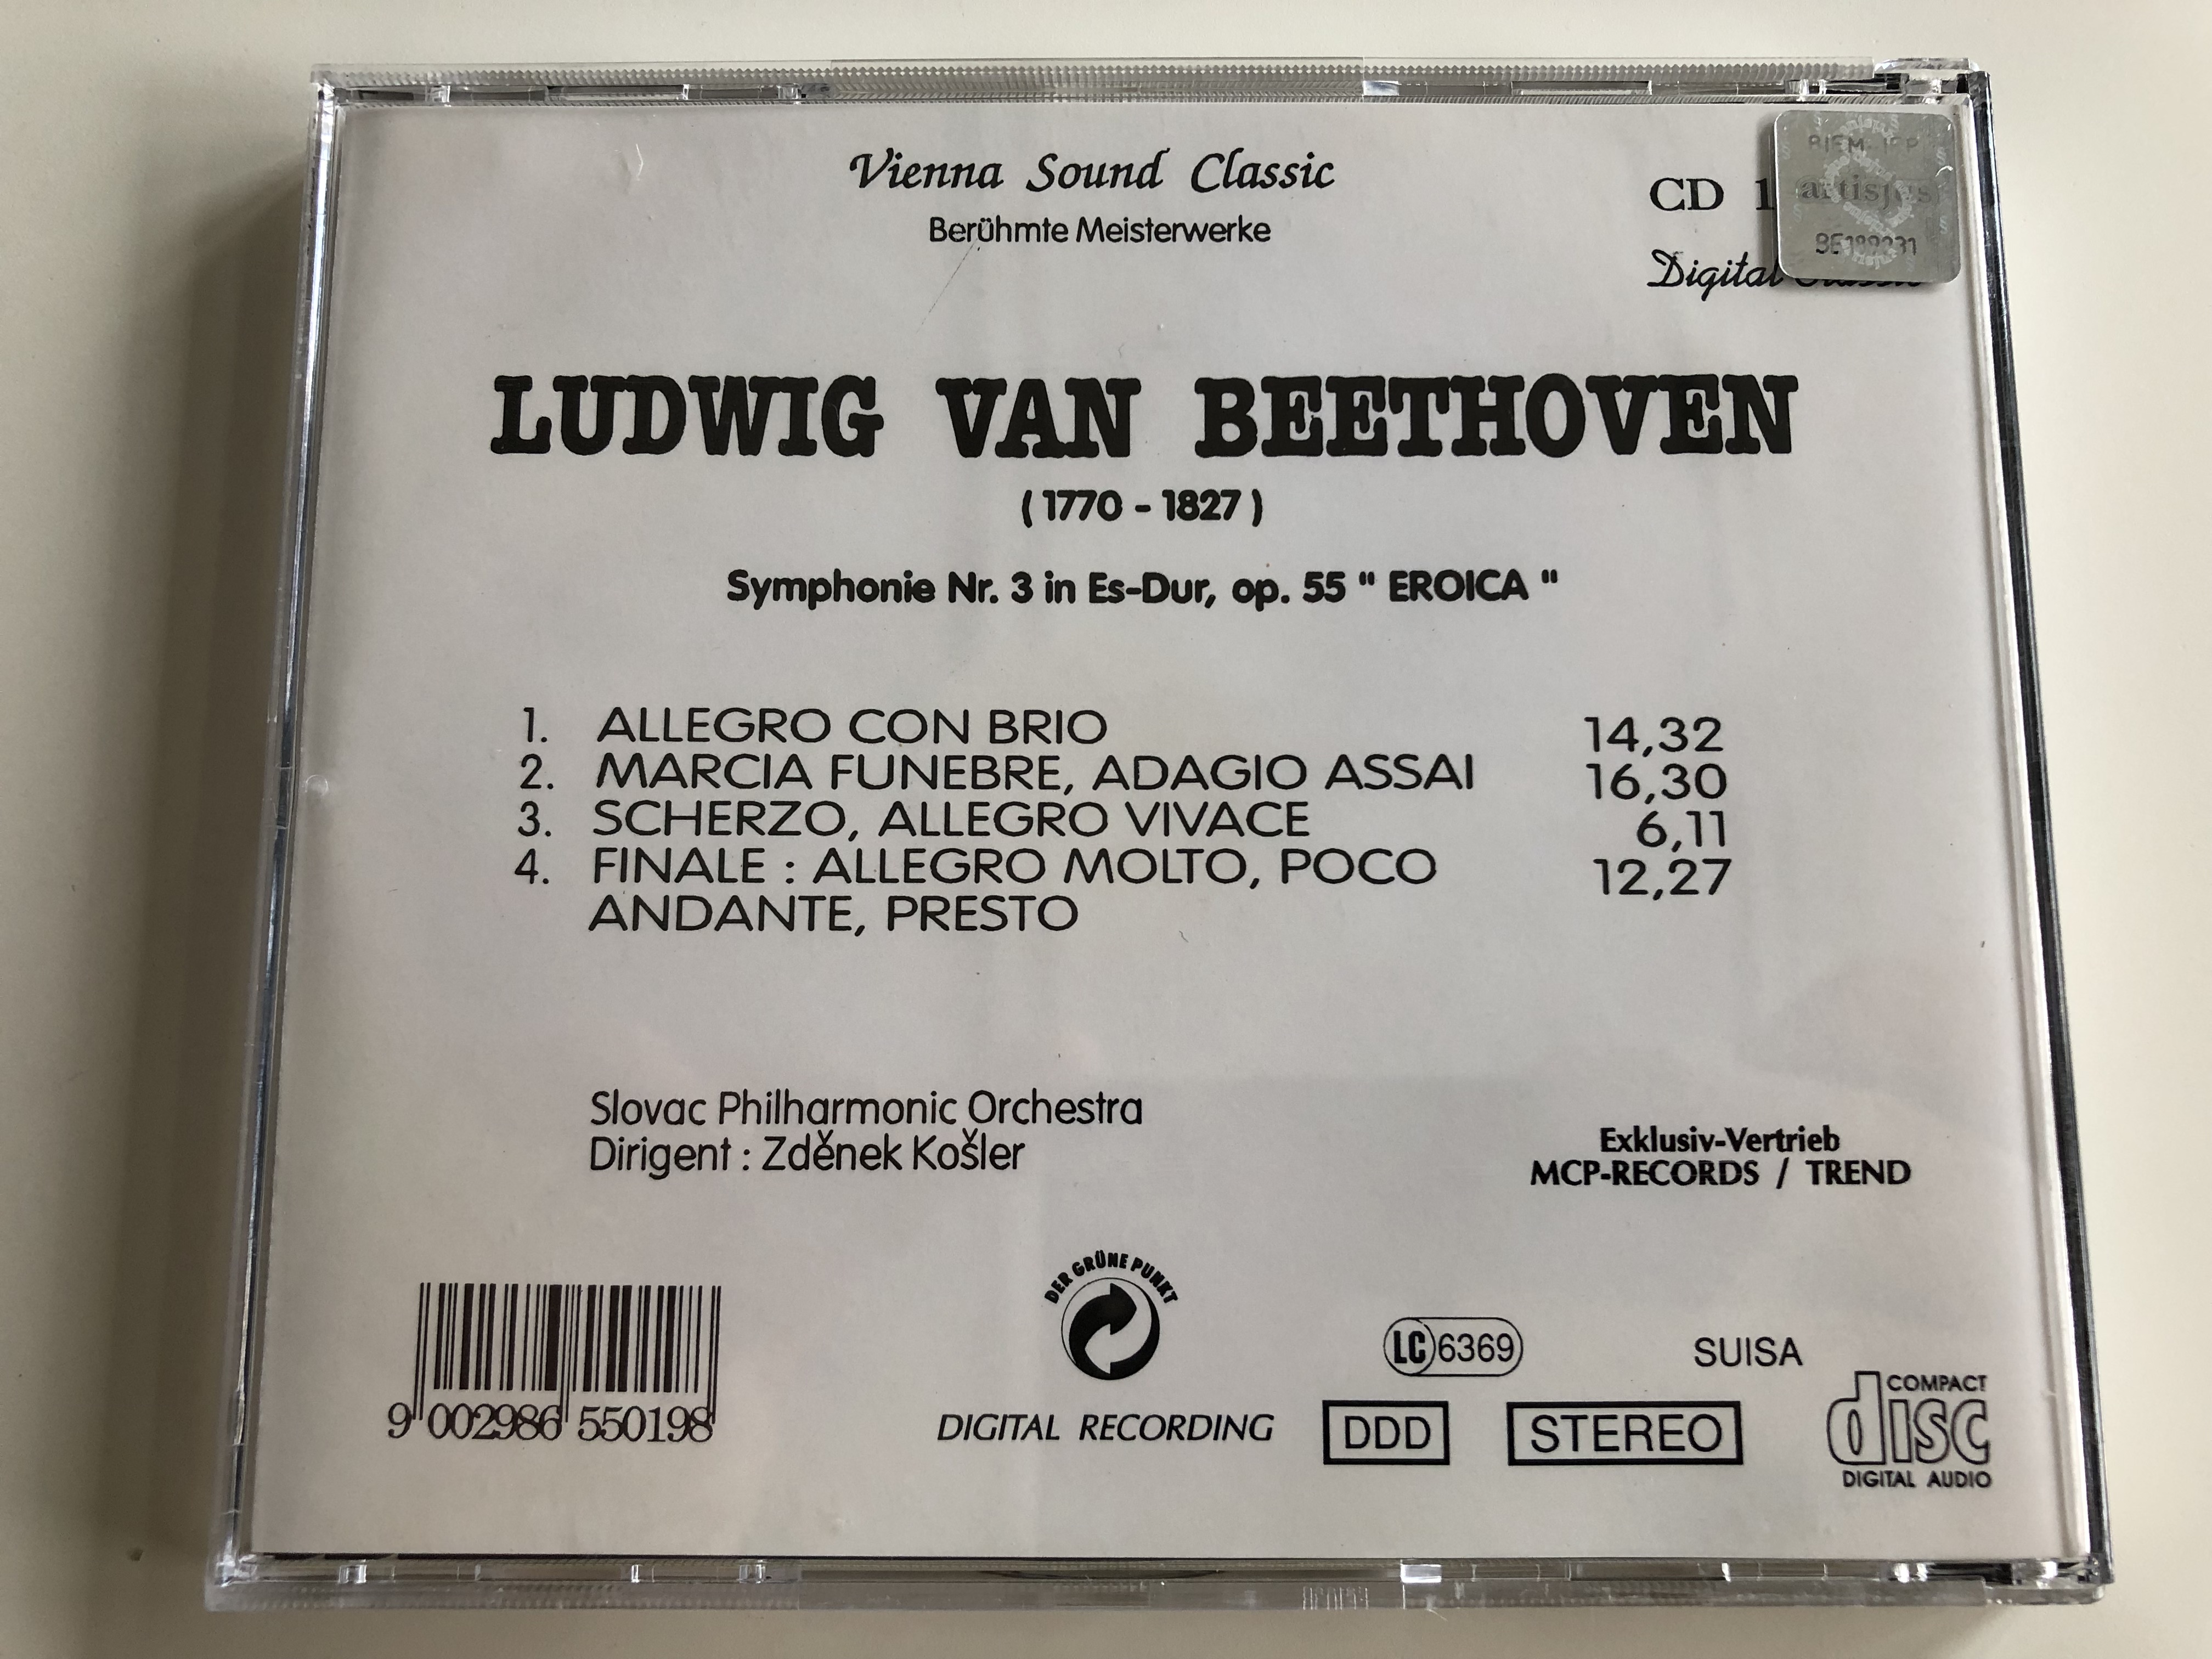 Vienna Sound Classic
Berühmte Meisterwerke
CD 1
artisjus
Digital
LUDWIG VAN BEETHOVEN
( 1770 - 1827 )
Symphonie Nr. 3 in Es-Dur, op. 55 " EROICA "
1. ALLEGRO CON BRIO 14,32
2. MARCIA FUNEBRE, ADAGIO ASSAI 16,30
3. SCHERZO, ALLEGRO VIVACE 6,11
4. FINALE : ALLEGRO MOLTO, POCO 12,27
ANDANTE, PRESTO
Slovac Philharmonic Orchestra
Dirigent : Zděnek Košler
Exklusiv-Vertrieb
MCP-RECORDS / TREND
DER GRÜNE PUNKT
LC 6369
SUISA
9 002986 550198
DIGITAL RECORDING
DDD
STEREO
COMPACT
disc
DIGITAL AUDIO